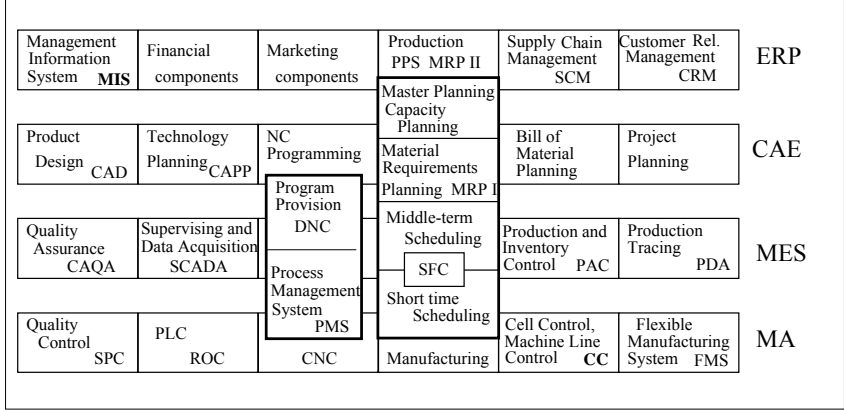 Management
Information
System MIS
Financial
components
Marketing
components
Production
PPS MRP II
Supply Chain
Management
SCM
Customer Rel.
Management
CRM
ERP
Master Planning
Capacity
Planning
Product
Design CAD
Technology
Planning CAPP
NC
Programming
Material
Requirements
Planning MRP I
Bill of
Material
Planning
Project
Planning
CAE
Program
Provision
DNC
Quality
Assurance
CAQA
Supervising and
Data Acquisition
SCADA
Middle-term
Scheduling
SFC
Production and
Inventory
Control PAC
Production
Tracing
PDA
MES
Process
Management
System
PMS
Short time
Scheduling
Quality
Control
SPC
PLC
ROC
CNC
Manufacturing
Cell Control,
Machine Line
Control CC
Flexible
Manufacturing
System FMS
MA